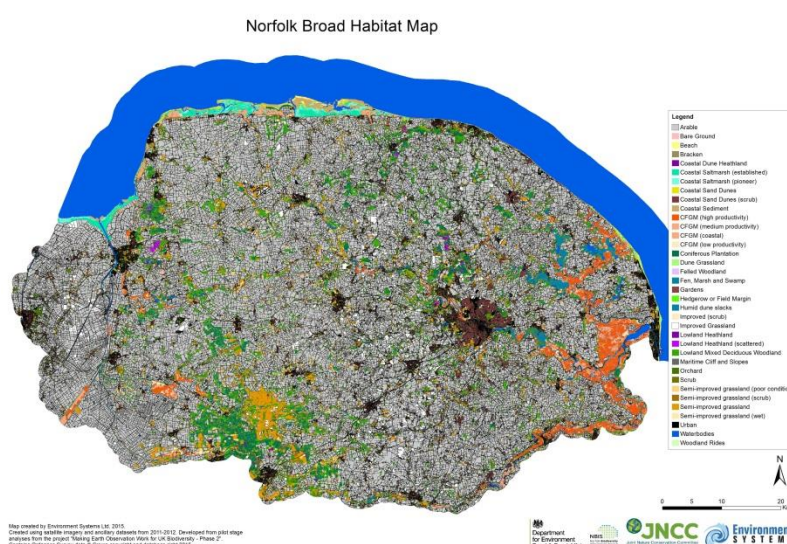 Norfolk Broad Habitat Map
Legend
Arable
Bare Ground
Beach
Bracken
Coastal Dune Heathland
Coastal Saltmarsh (established)
Coastal Saltmarsh (pioneer)
Coastal Sand Dunes
Coastal Sand Dunes (scrub)
Coastal Sediment
CFGM (high productivity)
CFGM (medium productivity)
CFGM (coastal)
CFGM (low productivity)
Coniferous Plantation
Dune Grassland
Felled Woodland
Fen, Marsh and Swamp
Gardens
Hedgerow or Field Margin
Humid dune slacks
Improved (scrub)
Improved Grassland
Lowland Heathland
Lowland Heathland (scattered)
Lowland Mixed Deciduous Woodland
Maritime Cliff and Slopes
Orchard
Scrub
Semi-improved grassland (poor conditio
Semi-improved grassland (scrub)
Semi-improved grassland
Semi-improved grassland (wet)
Urban
Waterbodies
Woodland Rides
N
0 5 10 20
Map created by Environment Systems Ltd. 2015.
Created using satellite imagery and ancillary datasets from 2011-2012. Developed from pilot stage
analyses from the project "Making Earth Observation Work for UK Biodiversity - Phase 2".
Department
for Environment
NBIS
JNCC
Environmen
SYSTEM